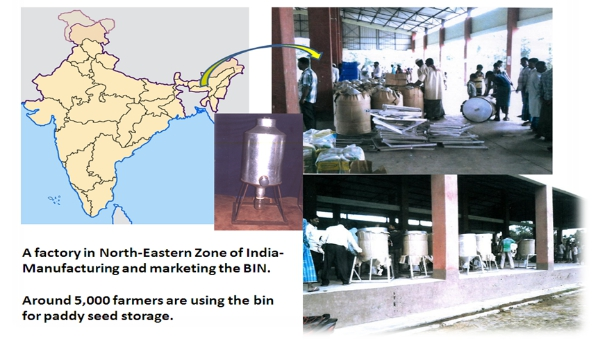 A factory in North-Eastern Zone of India-
Manufacturing and marketing the BIN.
Around 5,000 farmers are using the bin
for paddy seed storage.